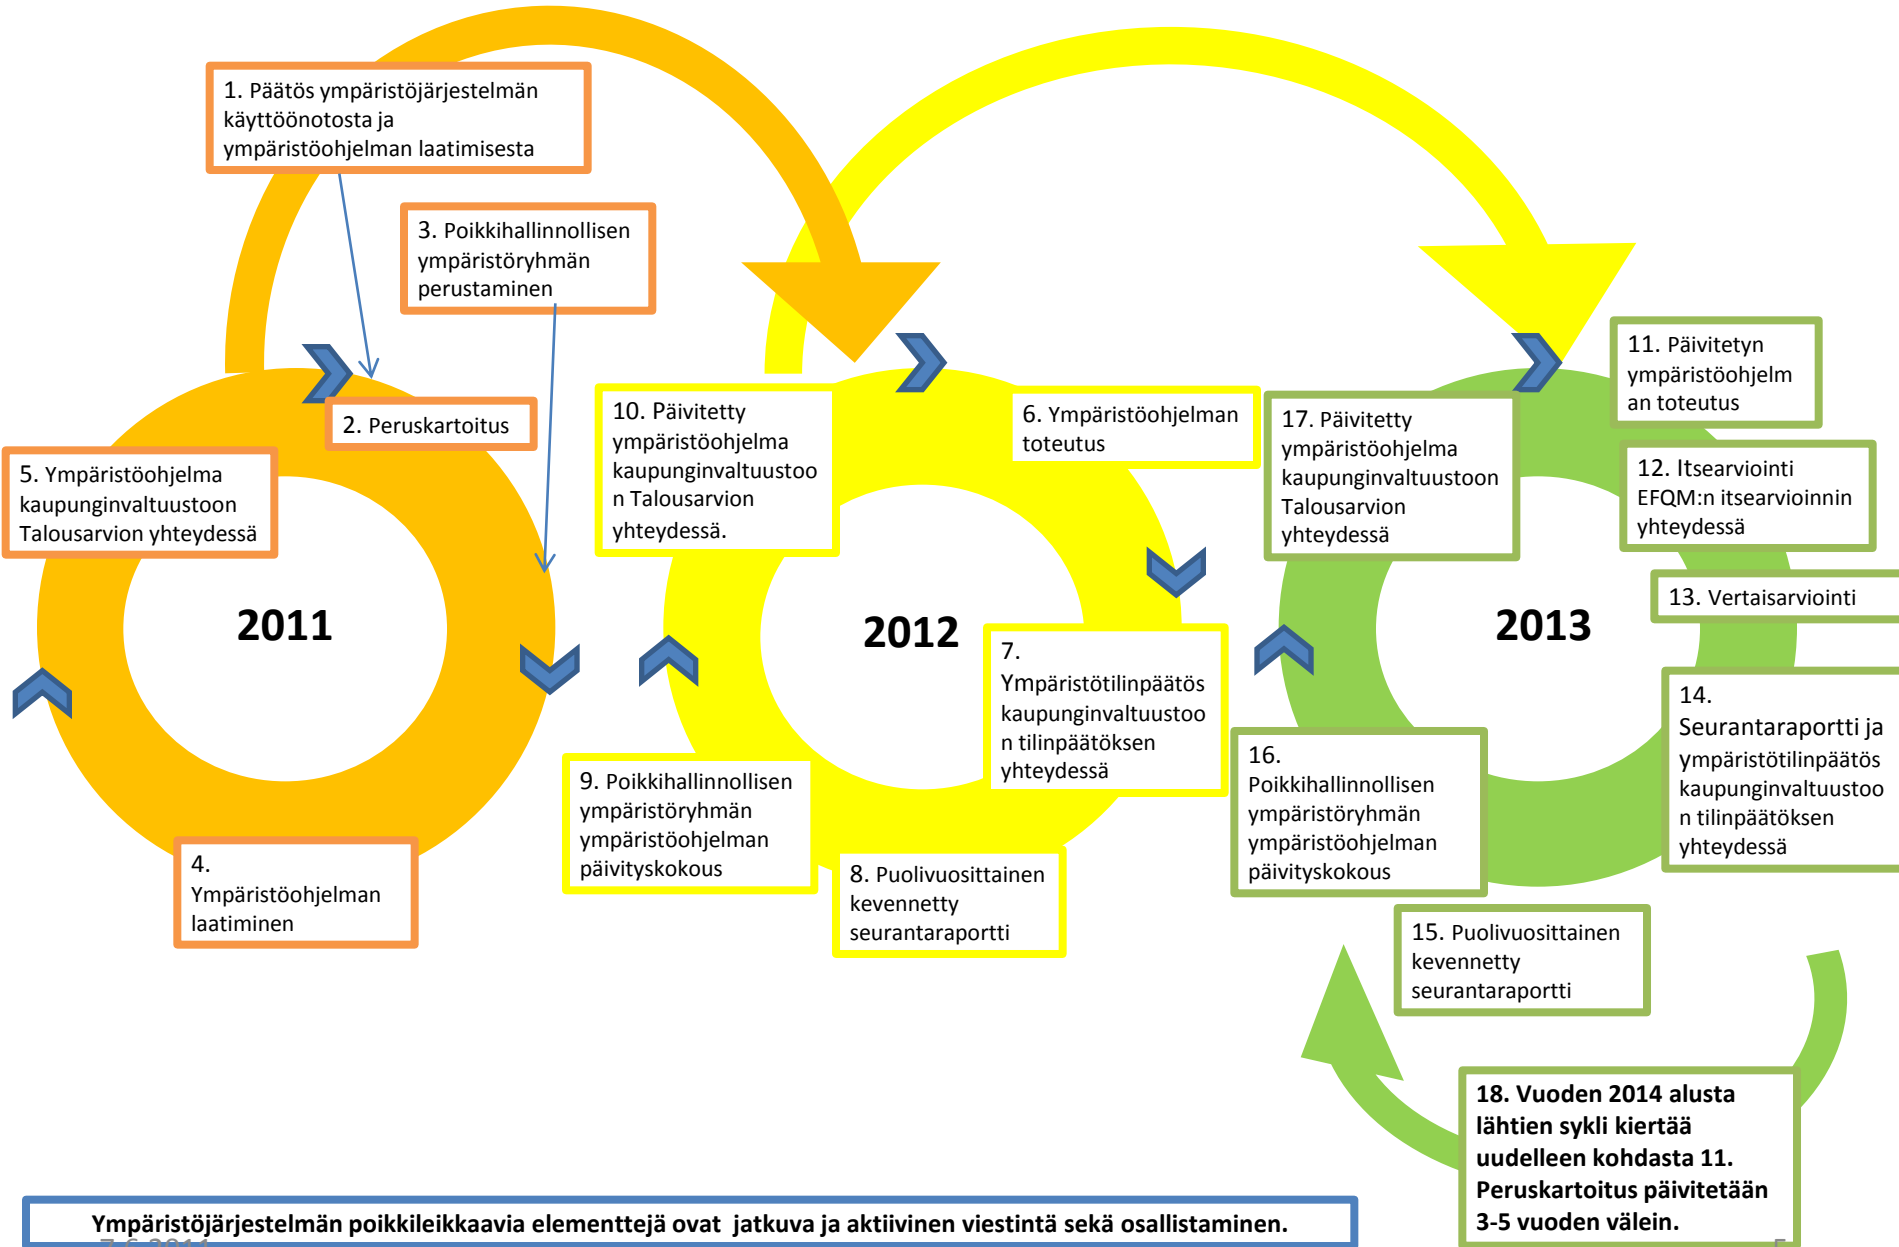 1. Päätös ympäristöjärjestelmän
käyttöönotosta ja
ympäristöohjelman laatimisesta
3. Poikkihallinnollisen
ympäristöryhmän
perustaminen
2. Peruskartoitus
5. Ympäristöohjelma
kaupunginvaltuustoon
Talousarvion yhteydessä
2011
4.
Ympäristöohjelman
laatiminen
10. Päivitetty
ympäristöohjelma
kaupunginvaltuustoo
n Talousarvion
yhteydessä.
6. Ympäristöohjelman
toteutus
2012
7.
Ympäristötilinpäätös
kaupunginvaltuustoo
n tilinpäätöksen
yhteydessä
9. Poikkihallinnollisen
ympäristöryhmän
ympäristöohjelman
päivityskokous
8. Puolivuosittainen
kevennetty
seurantaraportti
17. Päivitetty
ympäristöohjelma
kaupunginvaltuustoon
Talousarvion
yhteydessä
11. Päivitetyn
ympäristöohjelm
an toteutus
12. Itsearviointi
EFQM:n itsearvioinnin
yhteydessä
13. Vertaisarviointi
2013
14.
Seurantaraportti ja
ympäristötilinpäätös
kaupunginvaltuustoo
n tilinpäätöksen
yhteydessä
16.
Poikkihallinnollisen
ympäristöryhmän
ympäristöohjelman
päivityskokous
15. Puolivuosittainen
kevennetty
seurantaraportti
18. Vuoden 2014 alusta
lähtien sykli kiertää
uudelleen kohdasta 11.
Peruskartoitus päivitetään
3-5 vuoden välein.
Ympäristöjärjestelmän poikkileikkaavia elementtejä ovat jatkuva ja aktiivinen viestintä sekä osallistaminen.